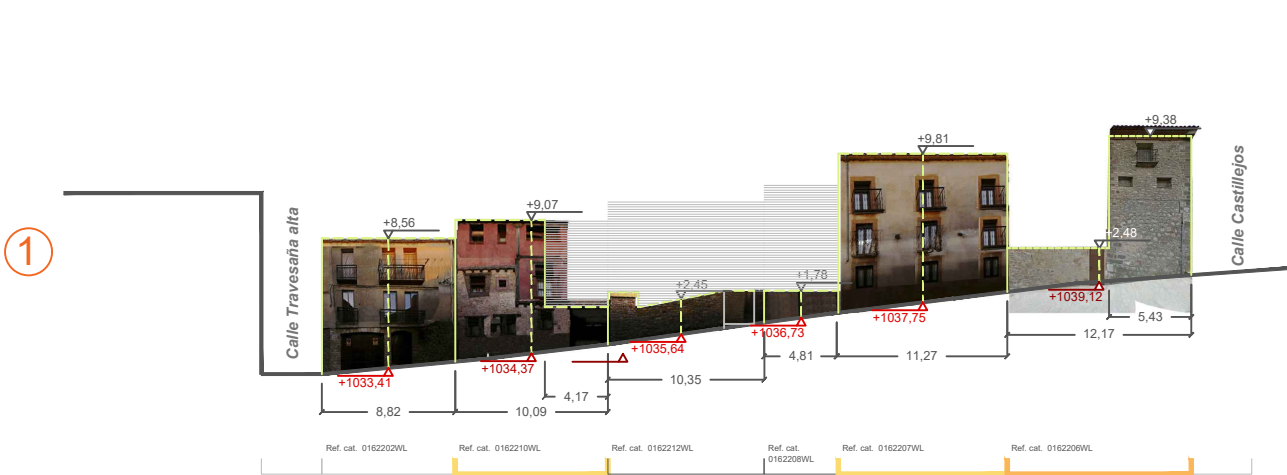 1
Calle Travesaña alta
Calle Castillejos
+8,56
+9,07
+2,45
+1,78
+9,81
+2,48
+9,38
+1033,41
+1034,37
+1035,64
+1036,73
+1037,75
+1039,12
8,82
10,09
4,17
10,35
4,81
11,27
12,17
5,43
Ref. cat. 0162202WL
Ref. cat. 0162210WL
Ref. cat. 0162212WL
Ref. cat.
0162208WL
Ref. cat. 0162207WL
Ref. cat. 0162206WL